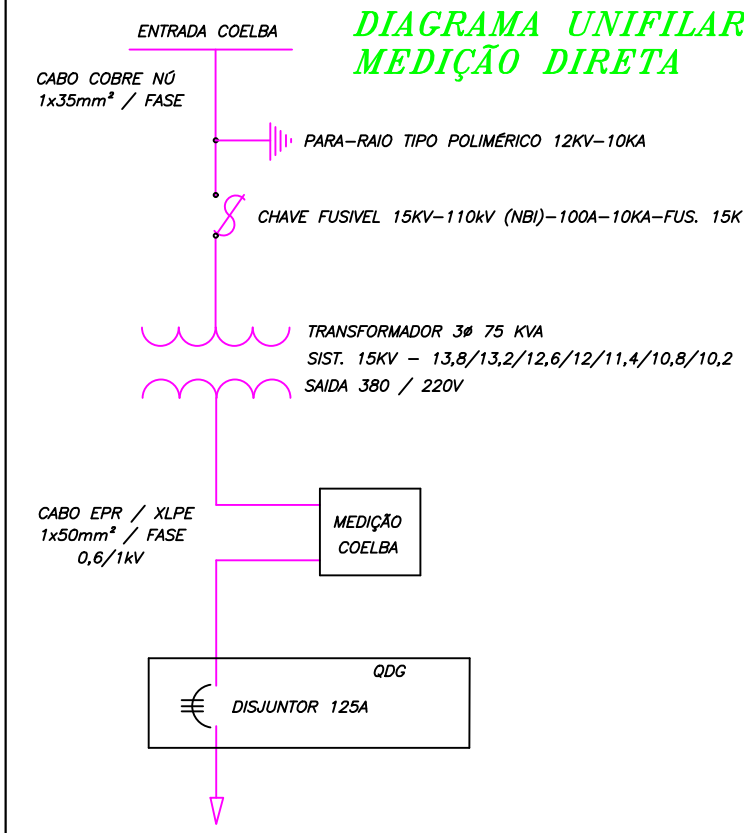 DIAGRAMA UNIFILAR
MEDIÇÃO DIRETA
ENTRADA COELBA
CABO COBRE NÚ
1x35mm² / FASE
PARA-RAIO TIPO POLIMÉRICO 12KV-10KA
CHAVE FUSIVEL 15KV-110kV (NBI)-100A-10KA-FUS. 15K
TRANSFORMADOR 3ø 75 KVA
SIST. 15KV - 13,8/13,2/12,6/12/11,4/10,8/10,2
SAIDA 380 / 220V
CABO EPR / XLPE
1x50mm² / FASE
0,6/1kV
MEDIÇÃO
COELBA
QDG
DISJUNTOR 125A